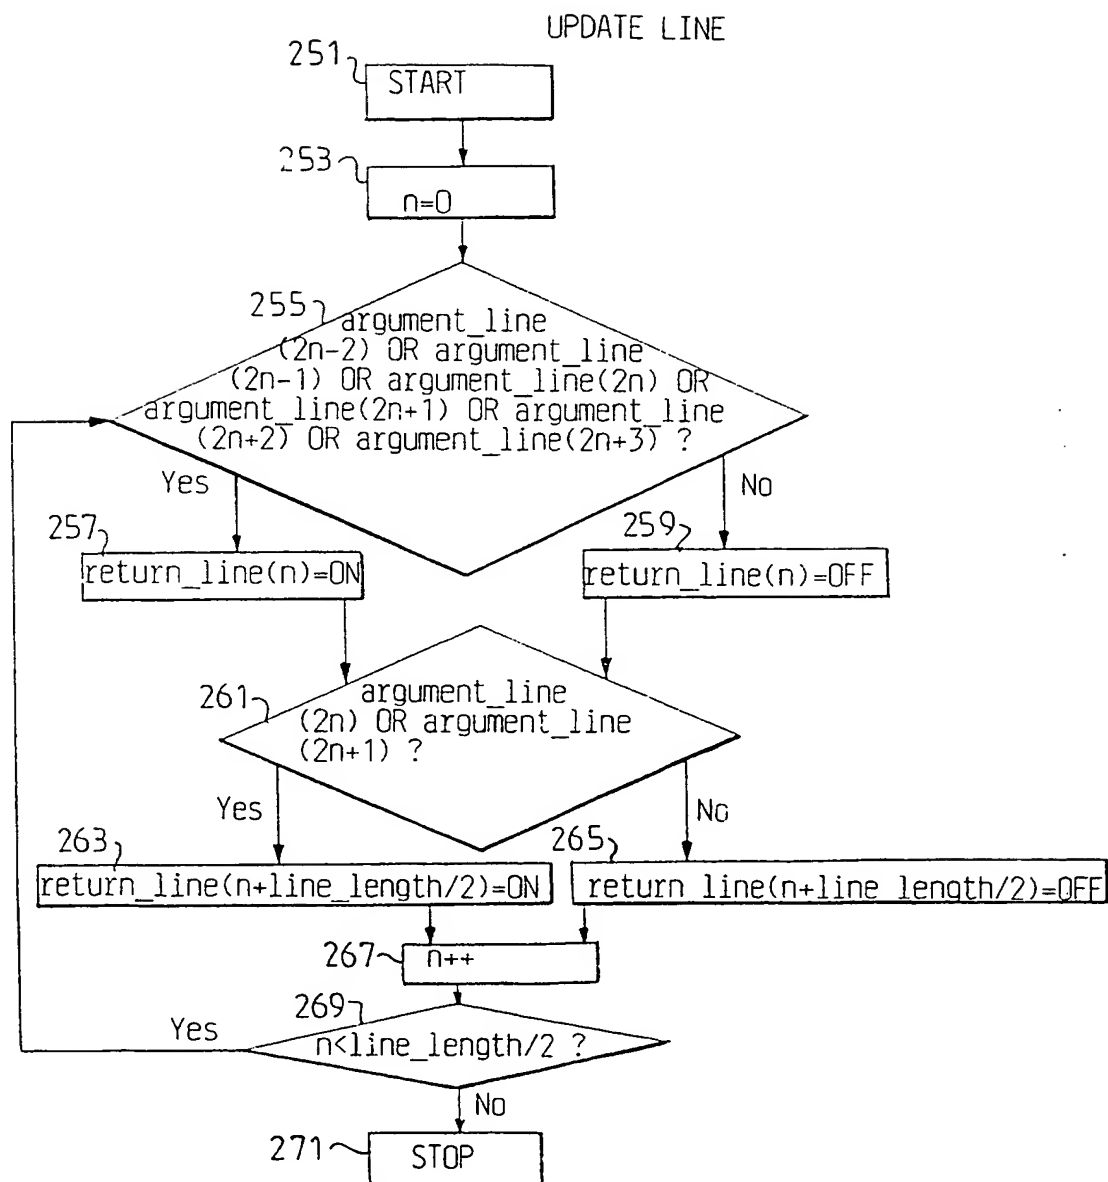 UPDATE LINE
251
START
253
n=0
255
argument_line
(2n-2) OR argument_line
(2n-1) OR argument_line(2n) OR
argument_line(2n+1) OR argument_line
(2n+2) OR argument_line(2n+3) ?
Yes
No
257
return_line(n)=ON
259
return_line(n)=OFF
261
argument_line
(2n) OR argument_line
(2n+1) ?
Yes
No
263
return_line(n+line_length/2)=ON
265
return line(n+line length/2)=OFF
267
n++
269
n<line_length/2 ?
Yes
No
271
STOP